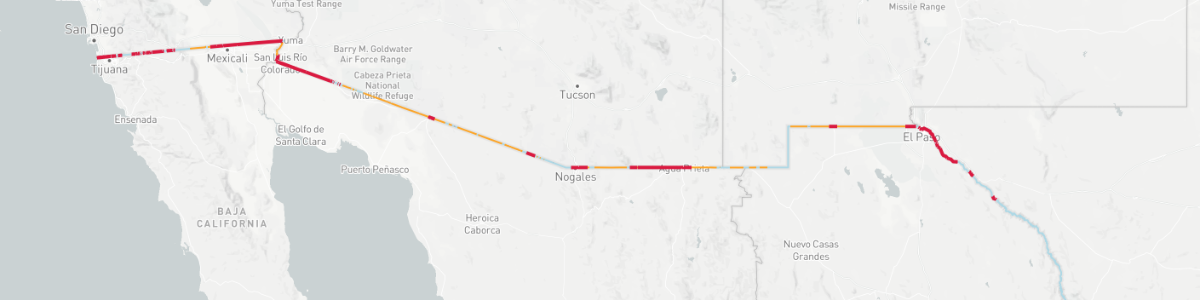 Yuma Test Range
Missile Range
San Diego
Yuma
Tijuana
Mexicali
San Luis Río
Colorado
Barry M. Goldwater
Air Force Range
Cabeza Prieta
National
Wildlife Refuge
Tucson
Ensenada
El Golfo de
Santa Clara
El Paso
Puerto Peñasco
Nogales
Agua Prieta
BAJA
CALIFORNIA
Heroica
Caborca
Nuevo Casas
Grandes